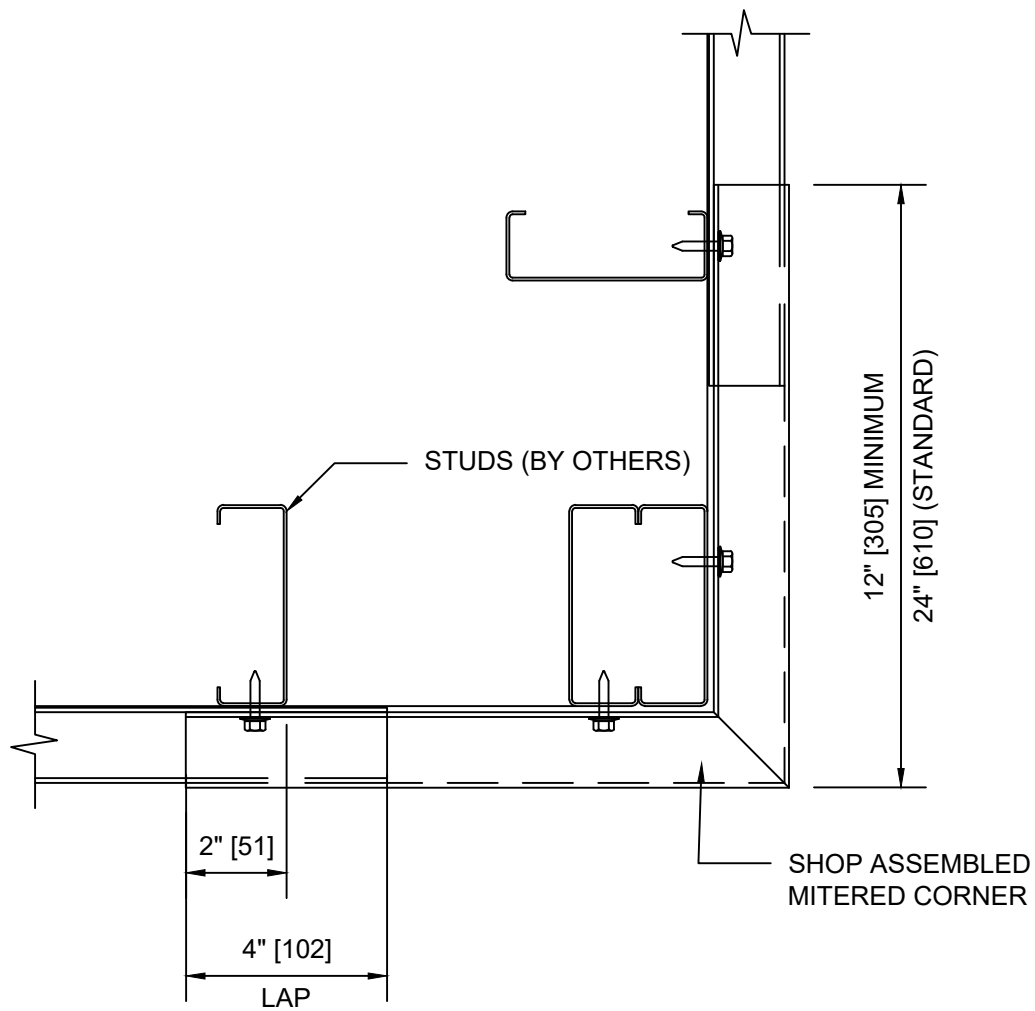 STUDS (BY OTHERS)
12" [305] MINIMUM
24" [610] (STANDARD)
2" [51]
4" [102]
LAP
SHOP ASSEMBLED
MITERED CORNER